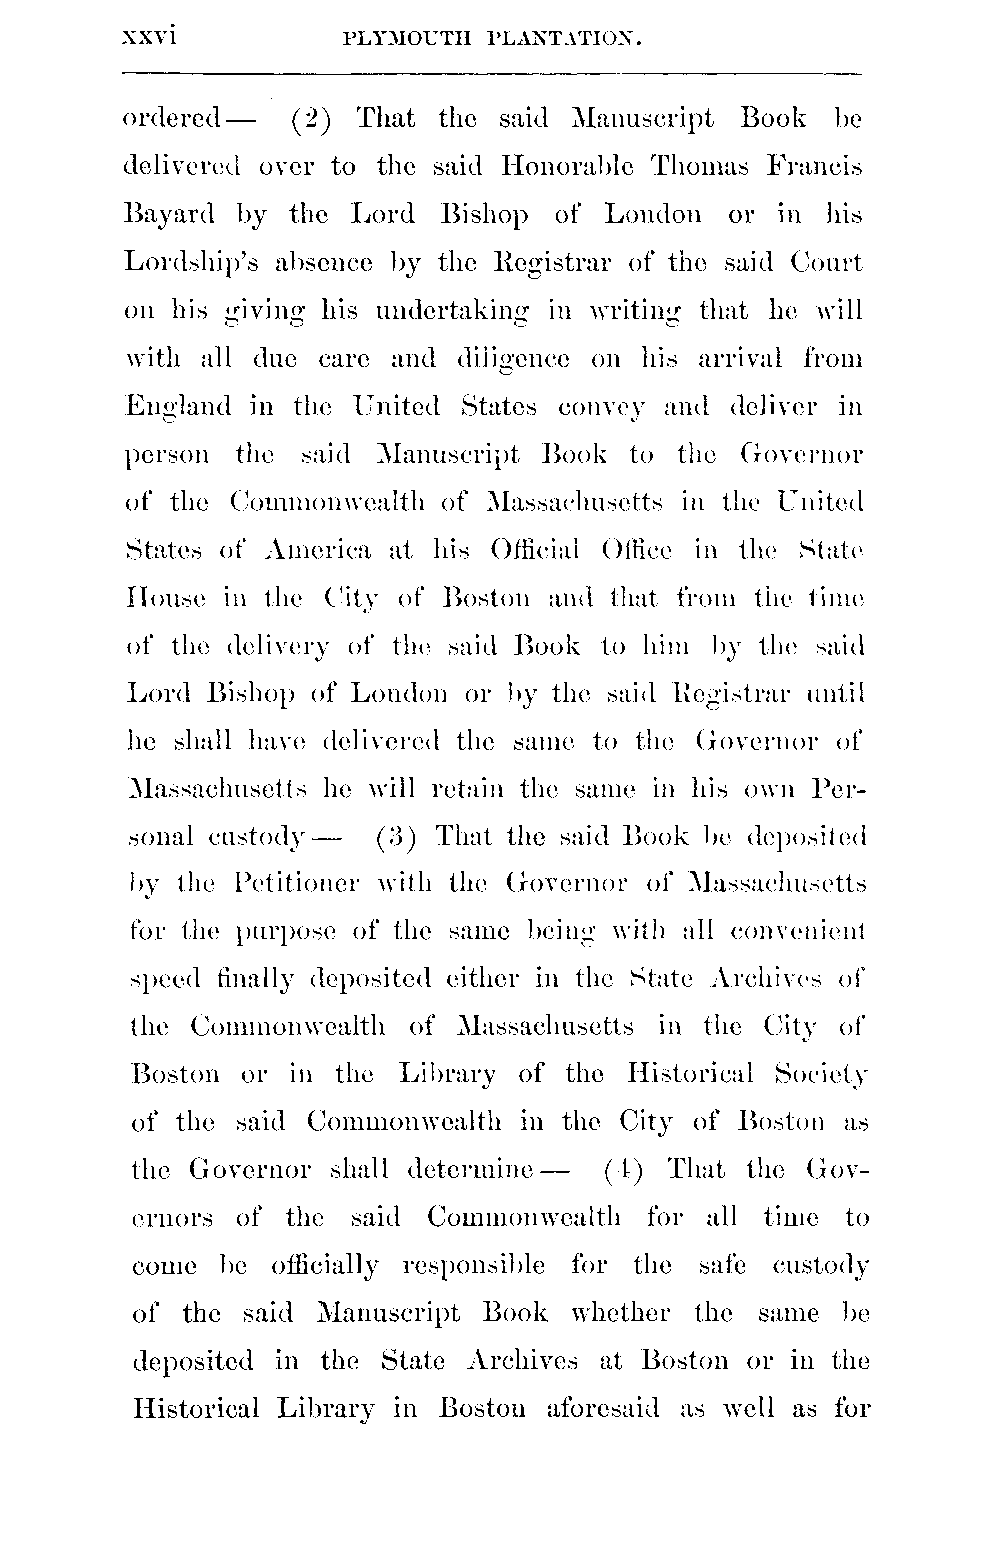 xxvi PLYMOUTH PLANTATION.
ordered— (2) That the said Manuscript Book be
delivered over to the said Honorable Thomas Francis
Bayard by the Lord Bishop of London or in his
Lordship's absence by the Registrar of the said Court
on his giving his undertaking in writing that he will
with all due care and diligence on his arrival from
England in the United States convey and deliver in
person the said Manuscript Book to the Governor
of the Commonwealth of Massachusetts in the United
States of America at his Official Office in the State
House in the City of Boston and that from the time
of the delivery of the said Book to him by the said
Lord Bishop of London or by the said Registrar until
he shall have delivered the same to the Governor of
Massachusetts he will retain the same in his own Per-
sonal custody— (3) That the said Book be deposited
by the Petitioner with the Governor of Massachusetts
for the purpose of the same being with all convenient
speed finally deposited either in the State Archives of
the Commonwealth of Massachusetts in the City of
Boston or in the Library of the Historical Society
of the said Commonwealth in the City of Boston as
the Governor shall determine— (4) That the Gov-
ernors of the said Commonwealth for all time to
come be officially responsible for the safe custody
of the said Manuscript Book whether the same be
deposited in the State Archives at Boston or in the
Historical Library in Boston aforesaid as well as for